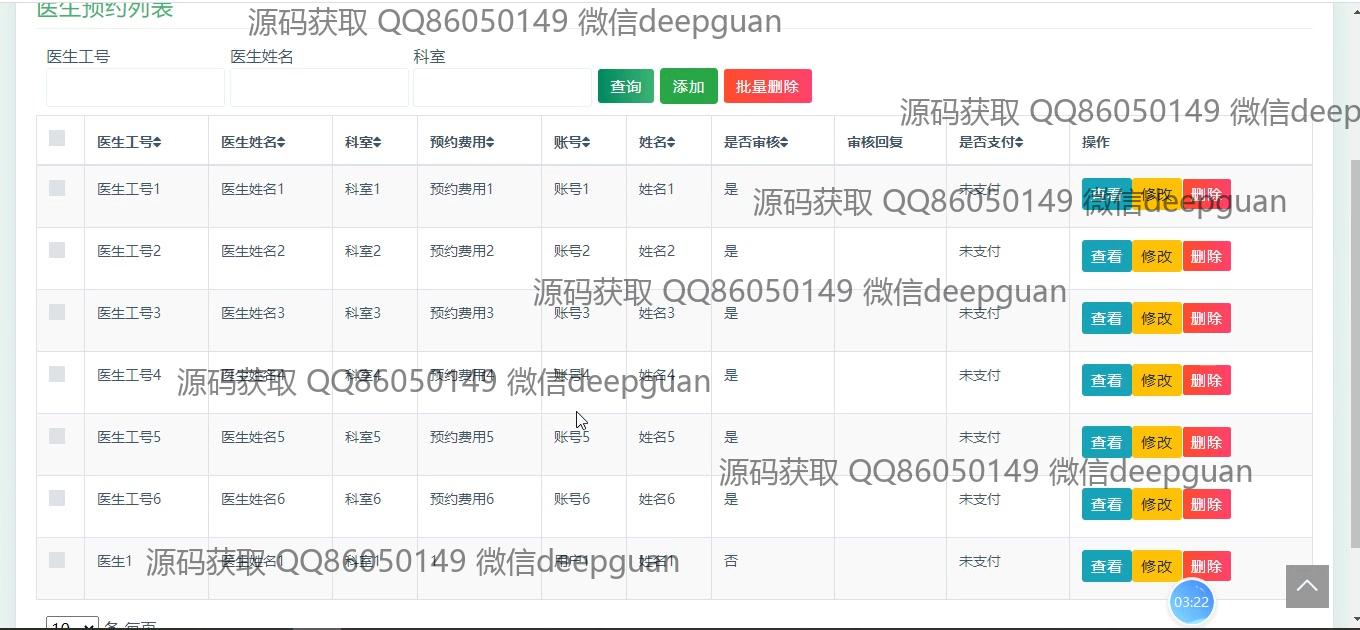 医生预约列表
源码获取 QQ86050149 微信deepguan
医生工号 医生姓名 科室
查询 添加 批量删除
源码获取 QQ86050149 微信deep
医生工号 医生姓名 科室 预约费用 账号 姓名 是否审核 审核回复 是否支付 操作
医生工号1 医生姓名1 科室1 预约费用1 账号1 姓名1 是 未支付 查看 修改 删除
源码获取 QQ86050149 微信deepguan
医生工号2 医生姓名2 科室2 预约费用2 账号2 姓名2 是 未支付 查看 修改 删除
源码获取 QQ86050149 微信deepguan
医生工号3 医生姓名3 科室3 预约费用3 账号3 姓名3 是 未支付 查看 修改 删除
医生工号4 医生姓名4 科室4 预约费用4 账号4 姓名4 是 未支付 查看 修改 删除
源码获取 QQ86050149 微信deepguan
医生工号5 医生姓名5 科室5 预约费用5 账号5 姓名5 是 未支付 查看 修改 删除
源码获取 QQ86050149 微信deepguan
医生工号6 医生姓名6 科室6 预约费用6 账号6 姓名6 是 未支付 查看 修改 删除
医生1 医生姓名1 科室1 用户1 姓名1 否 未支付 查看 修改 删除
源码获取 QQ86050149 微信deepguan
03:22
10 条 每页